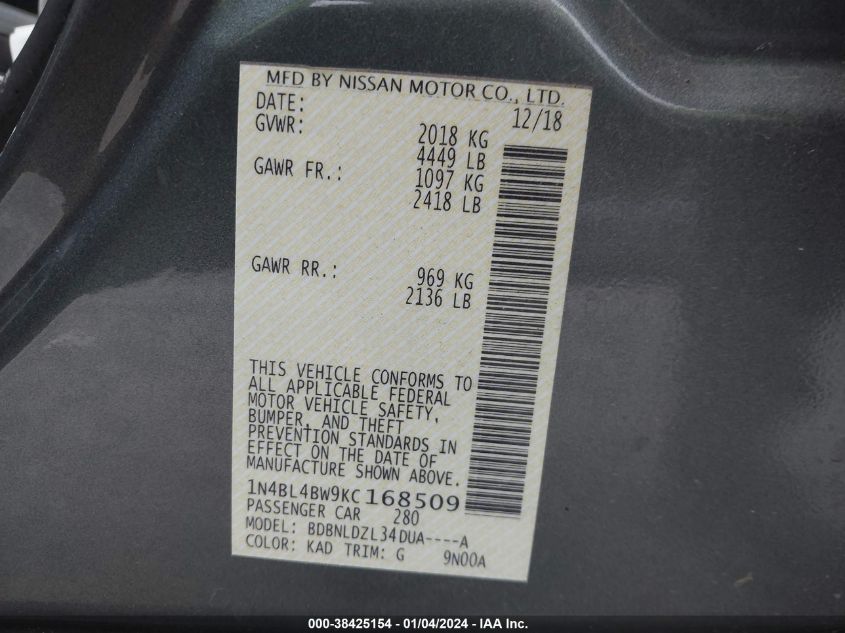 MFD BY NISSAN MOTOR CO., LTD.
DATE: 12/18
GVWR: 2018 KG
4449 LB
GAWR FR.: 1097 KG
2418 LB
GAWR RR.: 969 KG
2136 LB
THIS VEHICLE CONFORMS TO
ALL APPLICABLE FEDERAL
MOTOR VEHICLE SAFETY,
BUMPER, AND THEFT
PREVENTION STANDARDS IN
EFFECT ON THE DATE OF
MANUFACTURE SHOWN ABOVE.
1N4BL4BW9KC168509
PASSENGER CAR 280
MODEL: BDBNLDZL34DUA----A
COLOR: KAD TRIM: G 9N00A
000-38425154 - 01/04/2024 - IAA Inc.